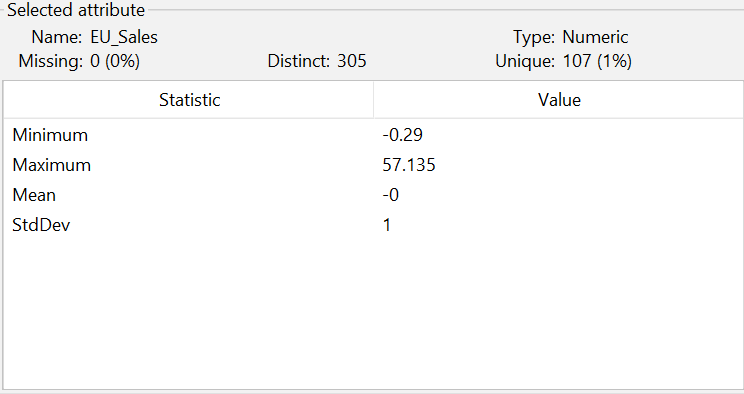 Selected attribute
Name: EU_Sales Type: Numeric
Missing: 0 (0%) Distinct: 305 Unique: 107 (1%)
Statistic Value
Minimum -0.29
Maximum 57.135
Mean -0
StdDev 1